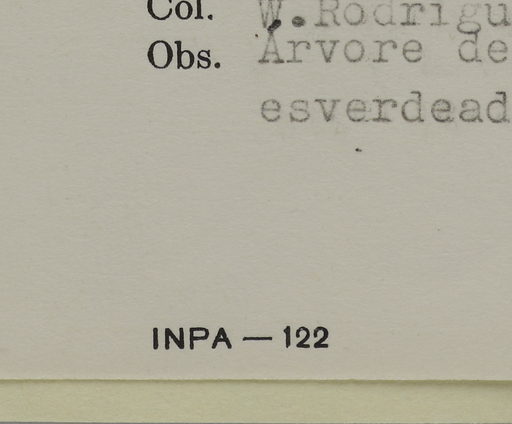 Col. W.Rodrigu
Obs. Árvore de
esverdead
INPA — 122